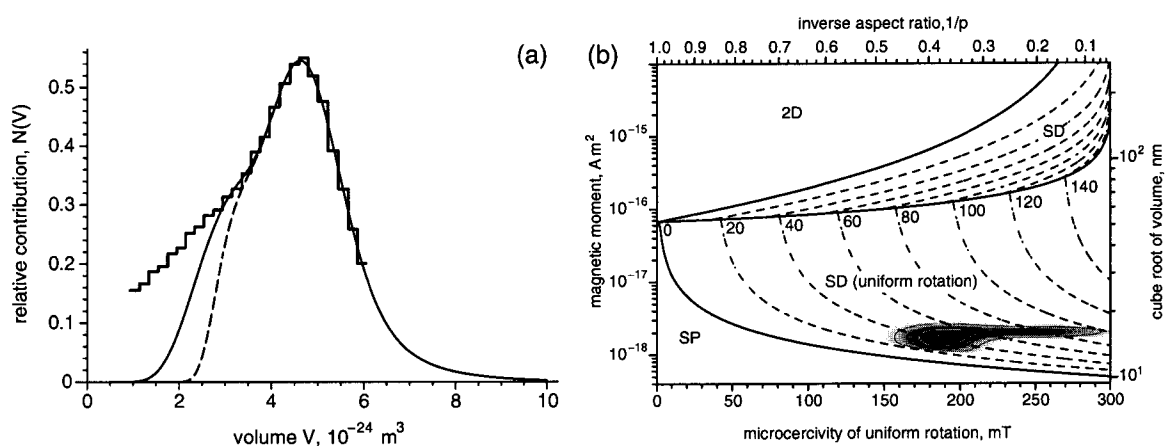 (a)
relative contribution, N(V)
0.5
0.4
0.3
0.2
0.1
0
0 2 4 6 8 10
volume V, 10⁻²⁴ m³
(b)
inverse aspect ratio,1/p
1.0 0.9 0.8 0.7 0.6 0.5 0.4 0.3 0.2 0.1
magnetic moment, A m²
10⁻¹⁵
10⁻¹⁶
10⁻¹⁷
10⁻¹⁸
2D
SD
0 20 40 60 80 100 120 140
SD (uniform rotation)
SP
10²
10¹
cube root of volume, nm
0 50 100 150 200 250 300
microcercivity of uniform rotation, mT